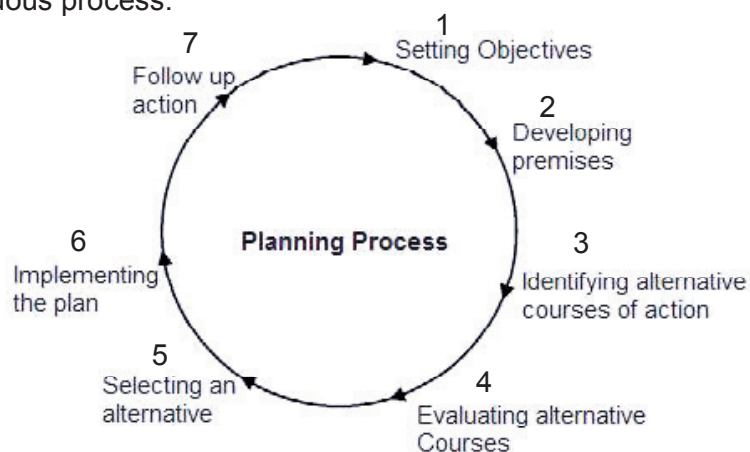 uous process.
1
Setting Objectives
2
Developing
premises
3
Identifying alternative
courses of action
4
Evaluating alternative
Courses
5
Selecting an
alternative
6
Implementing
the plan
7
Follow up
action
Planning Process